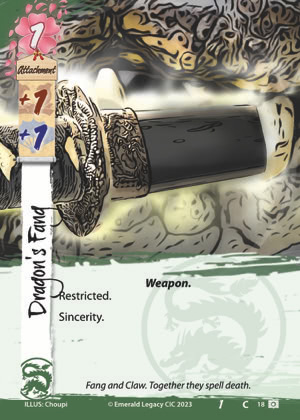 1
Attachment
+1
+1
Dragon's Fang
Weapon.
Restricted.
Sincerity.
Fang and Claw. Together they spell death.
ILLUS: Choupi © Emerald Legacy CIC 2023 1 C 18